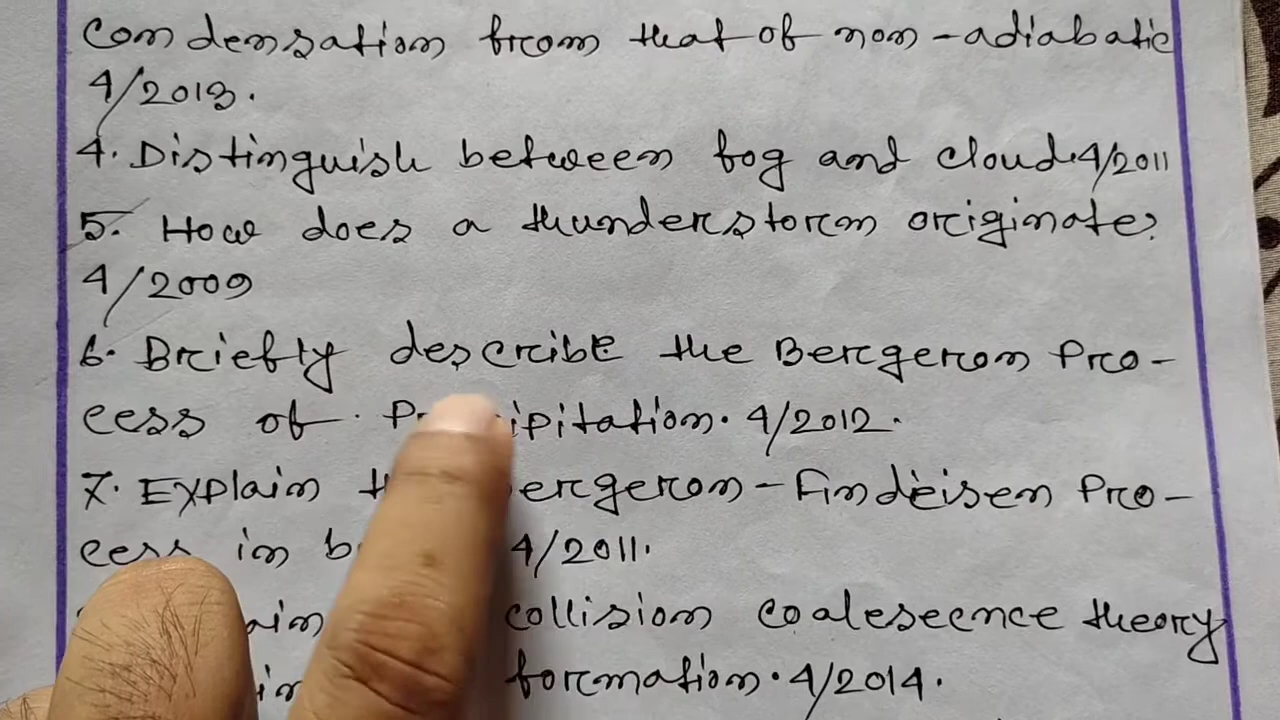 condensation from that of non-adiabatic
4/2013.
4. Distinguish between fog and cloud. 4/2011
5. How does a thunderstorm originate?
4/2009
6. Briefly describe the Bergeron Pro-
cess of Precipitation. 4/2012.
7. Explain Bergeron-Findeisen Pro-
cess in 4/2011.
collision coalescence theory
formation. 4/2014.